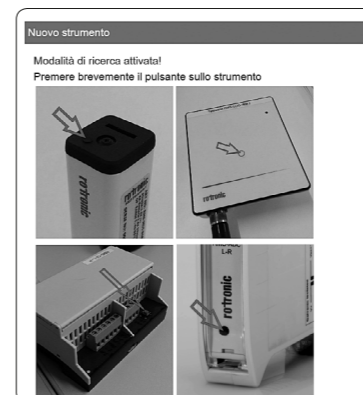 Nuovo strumento
Modalità di ricerca attivata!
Premere brevemente il pulsante sullo strumento
rotronic
rotronic
L-R
rotronic